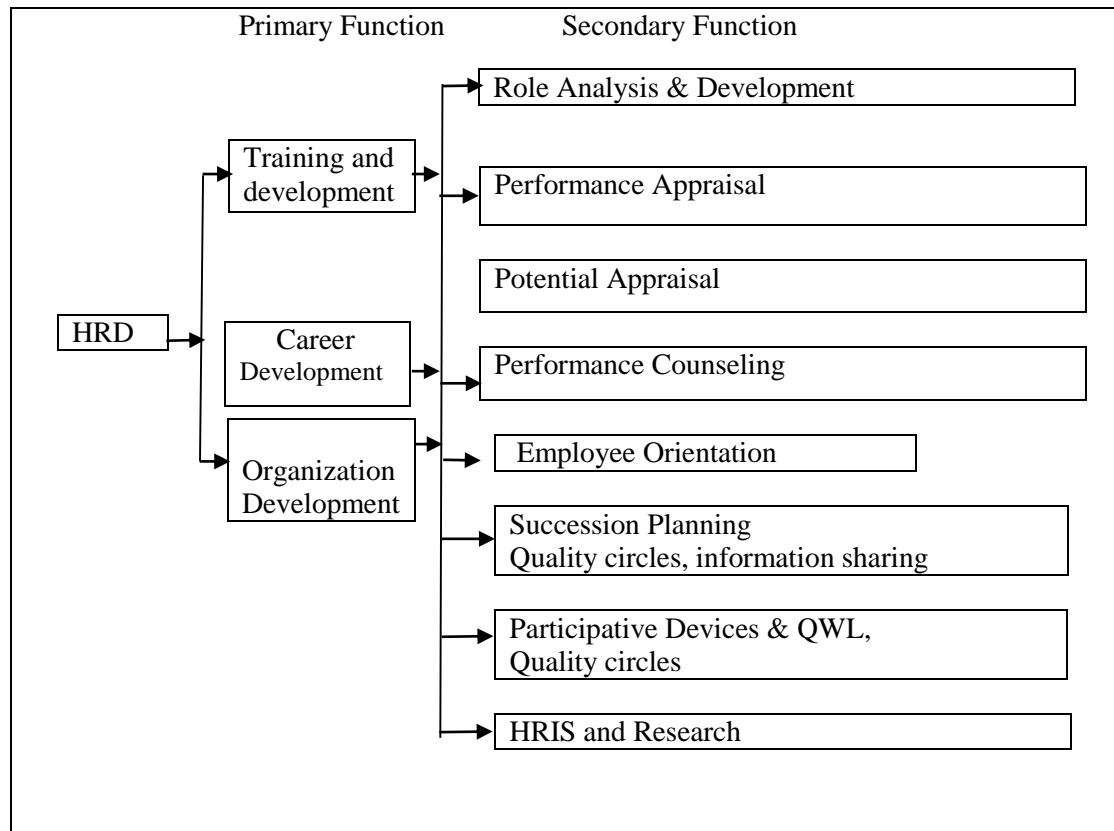 Primary Function Secondary Function
Role Analysis & Development
Training and
development
Performance Appraisal
Potential Appraisal
HRD
Career
Development
Performance Counseling
Organization
Development
Employee Orientation
Succession Planning
Quality circles, information sharing
Participative Devices & QWL,
Quality circles
HRIS and Research